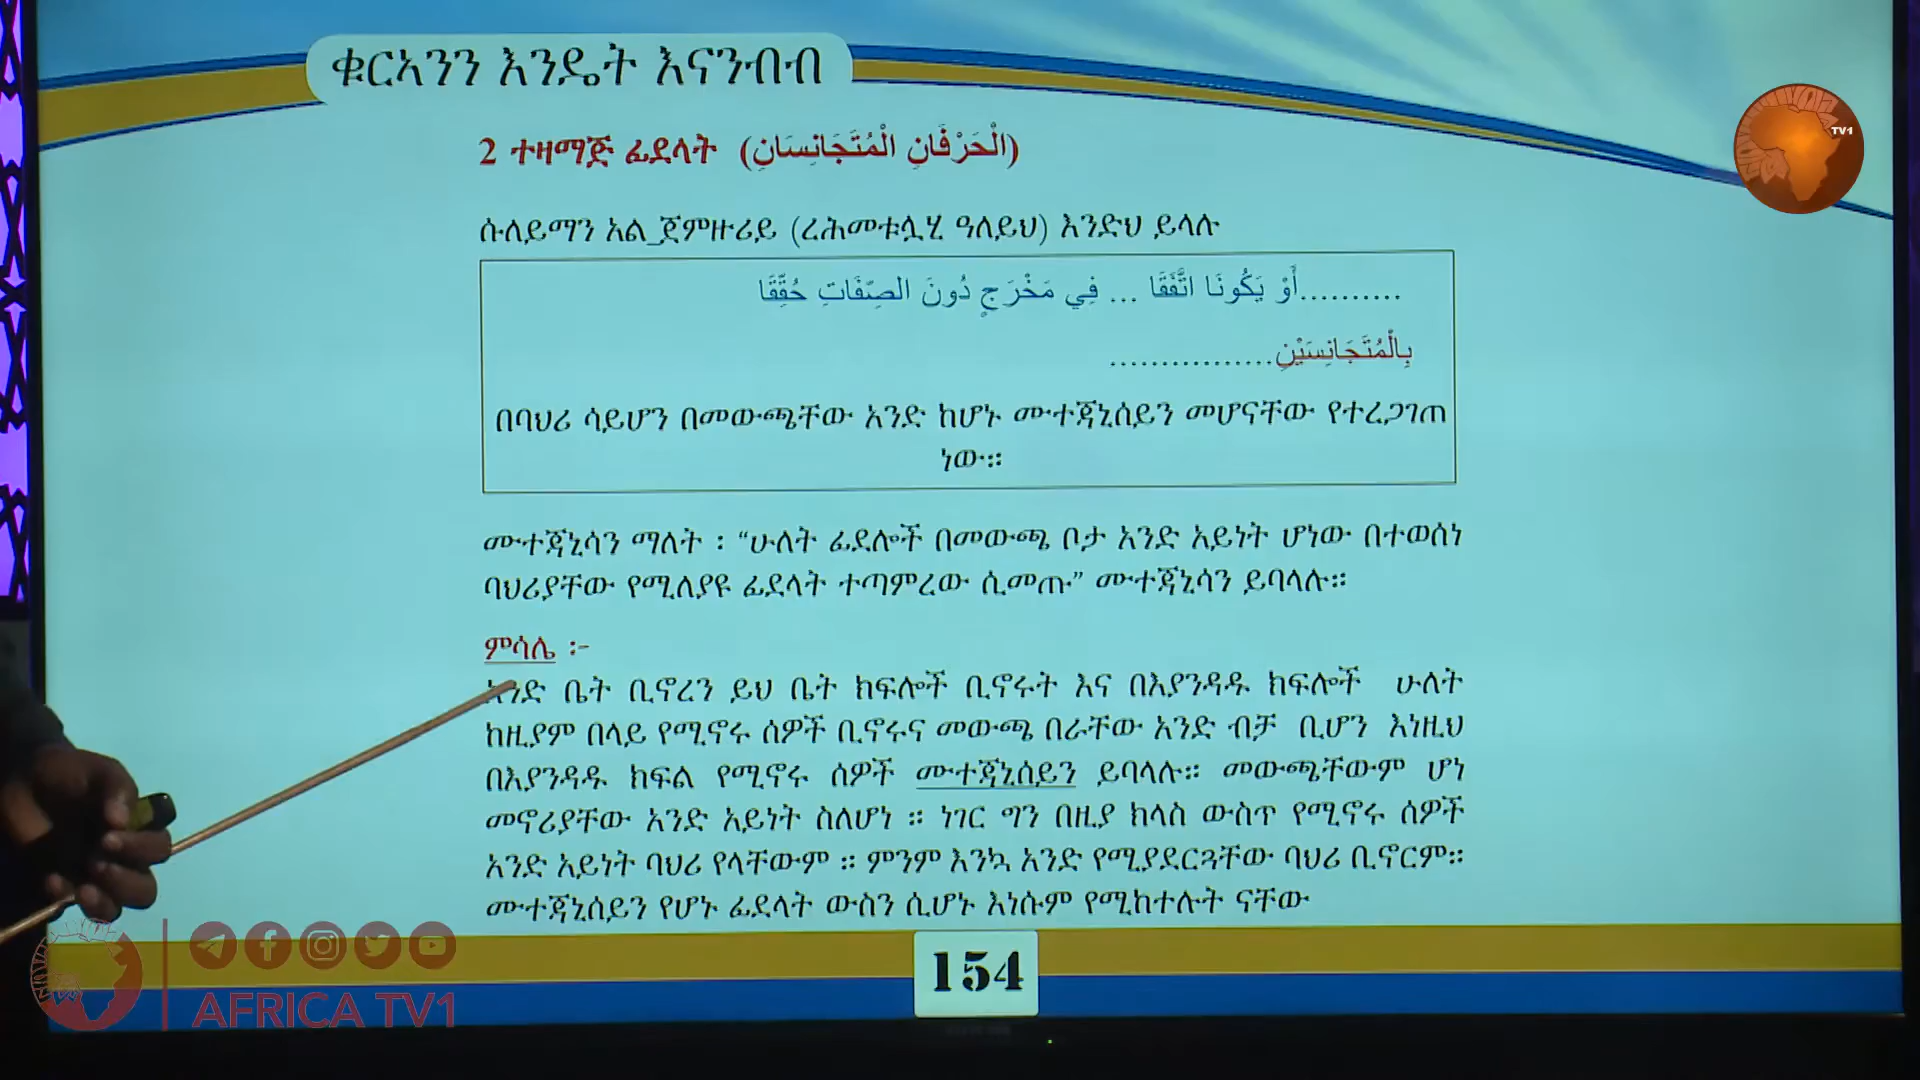 ቁርኣንን እንዴት እናንብብ
TV1
2 ተዛማጅ ፊደላት (الْحَرْفَانِ الْمُتَجَانِسَانِ)
ሱለይማን አል_ጀምዙሪይ (ረሕመቱሏሂ ዓለይህ) እንድህ ይላሉ
..........أَوْ يَكُونَا اتَّفَقَا ... فِي مَخْرَجٍ دُونَ الصِّفَاتِ حُقِّقَا
بِالْمُتَجَانِسَيْنِ................
በባህሪ ሳይሆን በመውጫቸው አንድ ከሆኑ ሙተጃኒሰይን መሆናቸው የተረጋገጠ
ነው።
ሙተጃኒሳን ማለት ፡ “ሁለት ፊደሎች በመውጫ ቦታ አንድ አይነት ሆነው በተወሰነ
ባህሪያቸው የሚለያዩ ፊደላት ተጣምረው ሲመጡ” ሙተጃኒሳን ይባላሉ።
ምሳሌ ፡-
አንድ ቤት ቢኖረን ይህ ቤት ክፍሎች ቢኖሩት እና በእያንዳዱ ክፍሎች ሁለት
ከዚያም በላይ የሚኖሩ ሰዎች ቢኖሩና መውጫ በራቸው አንድ ብቻ ቢሆን እነዚህ
በእያንዳዱ ክፍል የሚኖሩ ሰዎች ሙተጃኒሰይን ይባላሉ። መውጫቸውም ሆነ
መኖሪያቸው አንድ አይነት ስለሆነ ። ነገር ግን በዚያ ክላስ ውስጥ የሚኖሩ ሰዎች
አንድ አይነት ባህሪ የላቸውም ። ምንም እንኳ አንድ የሚያደርጓቸው ባህሪ ቢኖርም።
ሙተጃኒሰይን የሆኑ ፊደላት ውስን ሲሆኑ እነሱም የሚከተሉት ናቸው
154
AFRICA TV1